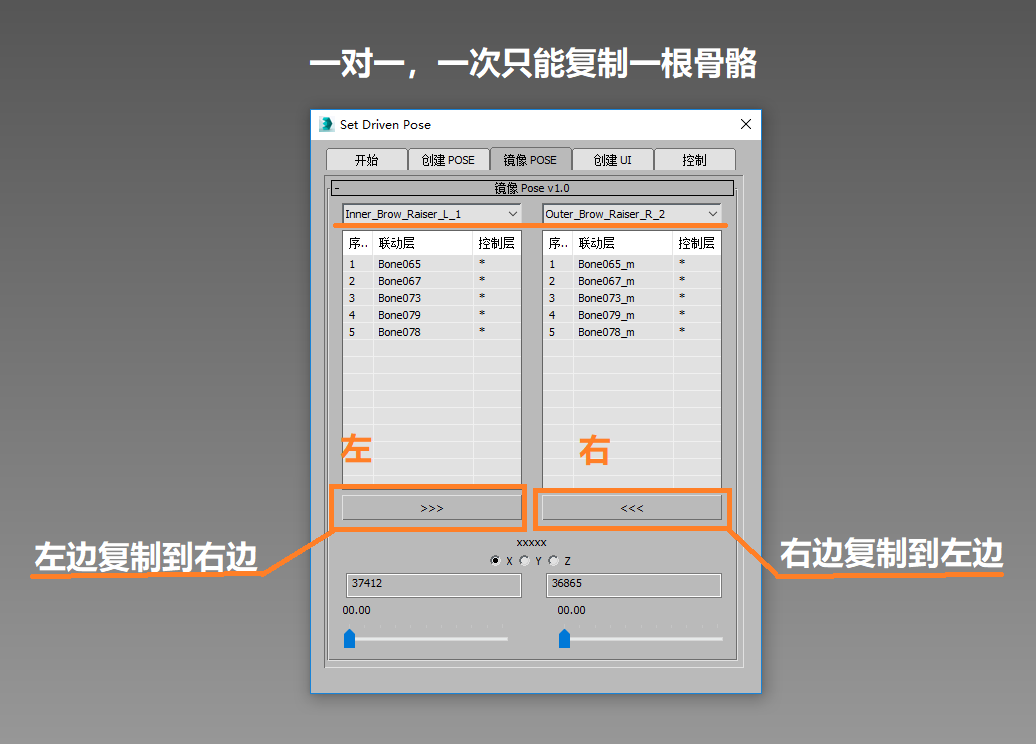 一对一，一次只能复制一根骨骼
Set Driven Pose
开始 创建 POSE 镜像 POSE 创建 UI 控制
- 镜像 Pose v1.0
Inner_Brow_Raiser_L_1 Outer_Brow_Raiser_R_2
序.. 联动层 控制层 序.. 联动层 控制层
1 Bone065 * 1 Bone065_m *
2 Bone067 * 2 Bone067_m *
3 Bone073 * 3 Bone073_m *
4 Bone079 * 4 Bone079_m *
5 Bone078 * 5 Bone078_m *
左 右
>>> <<<
左边复制到右边 右边复制到左边
xxxxx
X Y Z
37412 36865
00.00 00.00